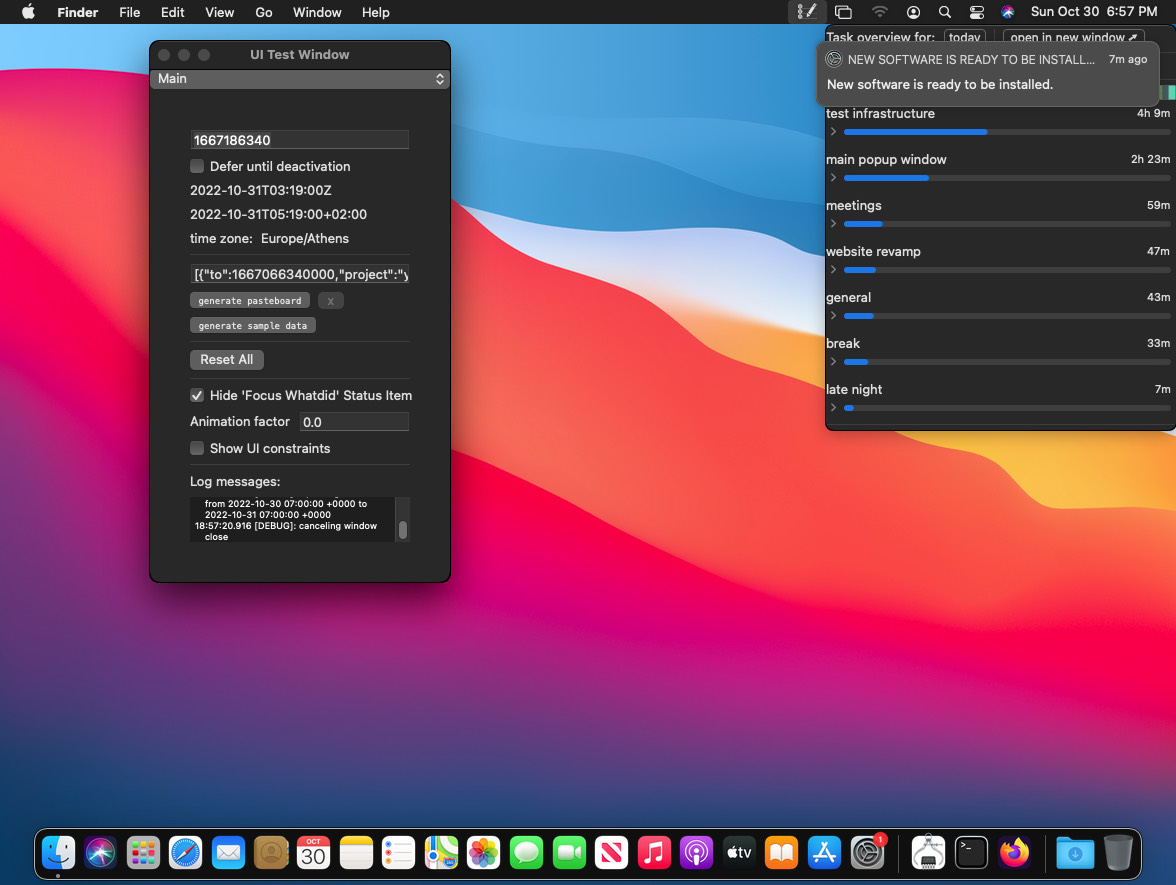 Finder File Edit View Go Window Help Sun Oct 30 6:57 PM
UI Test Window
Main
1667186340
Defer until deactivation
2022-10-31T03:19:00Z
2022-10-31T05:19:00+02:00
time zone: Europe/Athens
[{"to":1667066340000,"project":"y
generate pasteboard x
generate sample data
Reset All
Hide 'Focus Whatdid' Status Item
Animation factor 0.0
Show UI constraints
Log messages:
from 2022-10-30 07:00:00 +0000 to
2022-10-31 07:00:00 +0000
18:57:20.916 [DEBUG]: canceling window
close
Task overview for: today open in new window
NEW SOFTWARE IS READY TO BE INSTALL... 7m ago
New software is ready to be installed.
test infrastructure 4h 9m
main popup window 2h 23m
meetings 59m
website revamp 47m
general 43m
break 33m
late night 7m
OCT
30
tv
1
>_